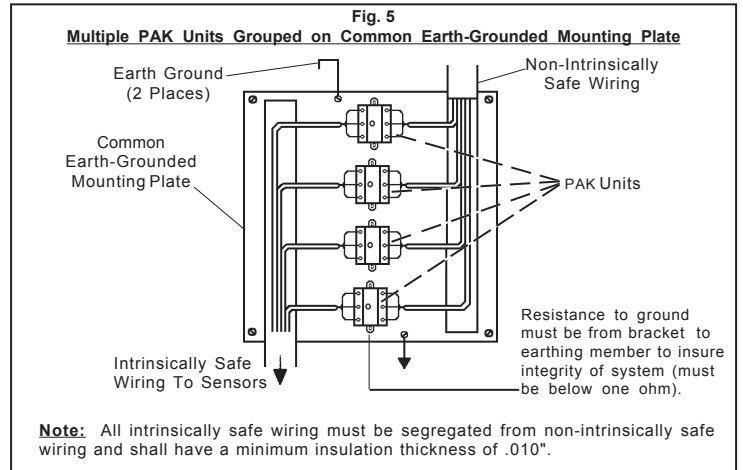 Fig. 5
Multiple PAK Units Grouped on Common Earth-Grounded Mounting Plate
Earth Ground
(2 Places)
Non-Intrinsically
Safe Wiring
Common
Earth-Grounded
Mounting Plate
PAK Units
Resistance to ground
must be from bracket to
earthing member to insure
integrity of system (must
be below one ohm).
Intrinsically Safe
Wiring To Sensors
Note: All intrinsically safe wiring must be segregated from non-intrinsically safe
wiring and shall have a minimum insulation thickness of .010".